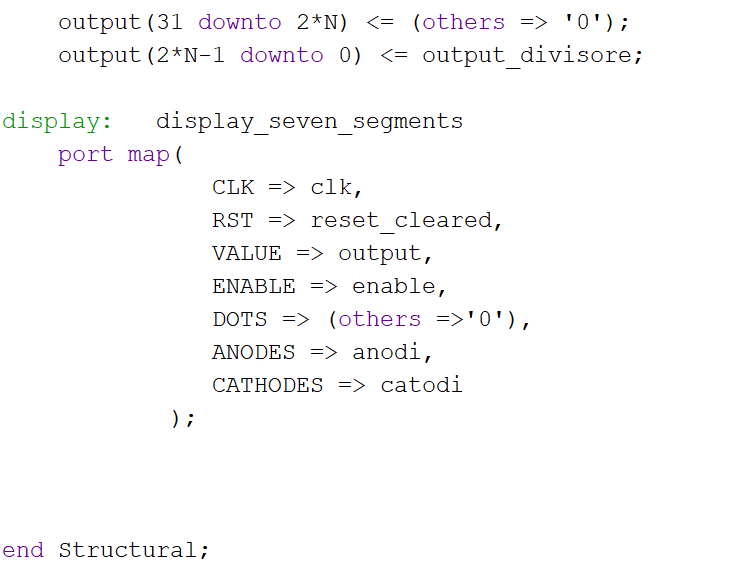 output(31 downto 2*N) <= (others => '0');
output(2*N-1 downto 0) <= output_divisore;
display: display_seven_segments
port map(
CLK => clk,
RST => reset_cleared,
VALUE => output,
ENABLE => enable,
DOTS => (others =>'0'),
ANODES => anodi,
CATHODES => catodi
);
end Structural;